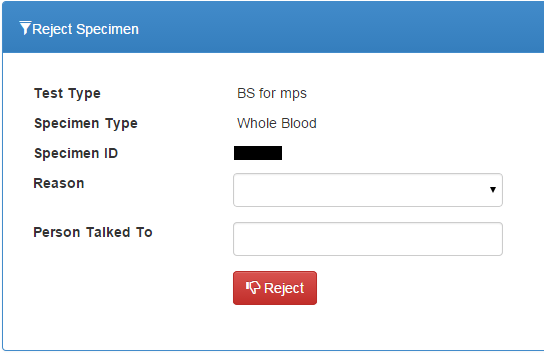 Reject Specimen
Test Type BS for mps
Specimen Type Whole Blood
Specimen ID
Reason
Person Talked To
Reject